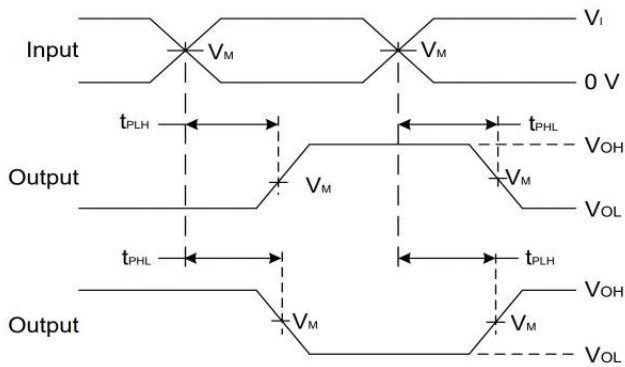 Input VM VM VI
0 V
tPLH tPHL
VOH
Output VM VM
VOL
tPHL tPLH
VOH
Output VM VM
VOL